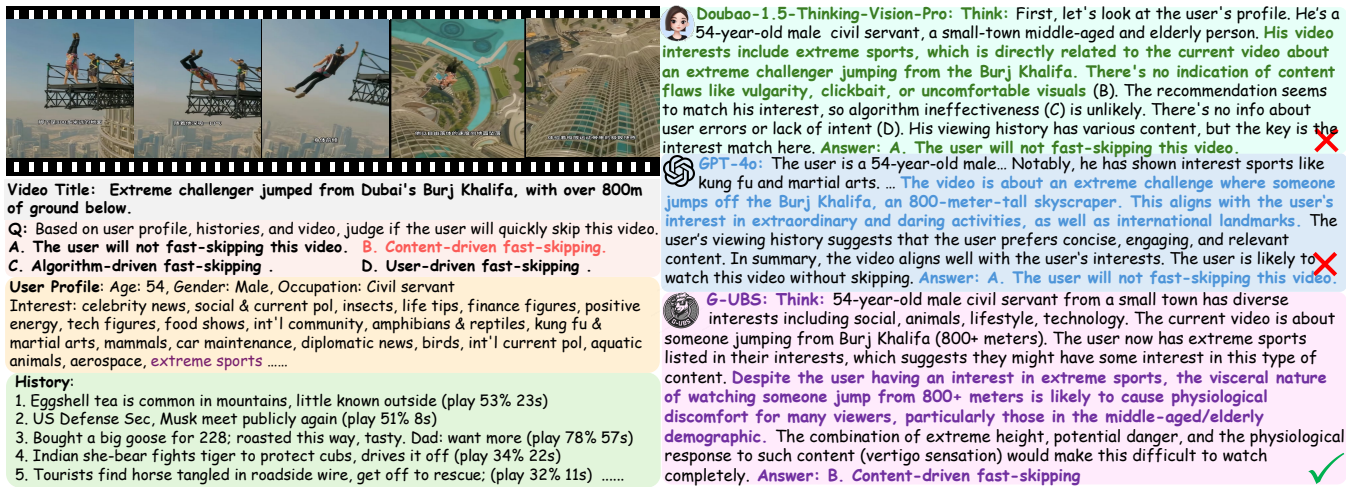 Video Title: Extreme challenger jumped from Dubai's Burj Khalifa, with over 800m
of ground below.
Q: Based on user profile, histories, and video, judge if the user will quickly skip this video.
A. The user will not fast-skipping this video. B. Content-driven fast-skipping.
C. Algorithm-driven fast-skipping . D. User-driven fast-skipping .
User Profile: Age: 54, Gender: Male, Occupation: Civil servant
Interest: celebrity news, social & current pol, insects, life tips, finance figures, positive
energy, tech figures, food shows, int'l community, amphibians & reptiles, kung fu &
martial arts, mammals, car maintenance, diplomatic news, birds, int'l current pol, aquatic
animals, aerospace, extreme sports ......
History:
1. Eggshell tea is common in mountains, little known outside (play 53% 23s)
2. US Defense Sec, Musk meet publicly again (play 51% 8s)
3. Bought a big goose for 228; roasted this way, tasty. Dad: want more (play 78% 57s)
4. Indian she-bear fights tiger to protect cubs, drives it off (play 34% 22s)
5. Tourists find horse tangled in roadside wire, get off to rescue; (play 32% 11s) ......
Doubao-1.5-Thinking-Vision-Pro: Think: First, let's look at the user's profile. He's a
54-year-old male civil servant, a small-town middle-aged and elderly person. His video
interests include extreme sports, which is directly related to the current video about
an extreme challenger jumping from the Burj Khalifa. There's no indication of content
flaws like vulgarity, clickbait, or uncomfortable visuals (B). The recommendation seems
to match his interest, so algorithm ineffectiveness (C) is unlikely. There's no info about
user errors or lack of intent (D). His viewing history has various content, but the key is the
interest match here. Answer: A. The user will not fast-skipping this video.
GPT-4o: The user is a 54-year-old male... Notably, he has shown interest sports like
kung fu and martial arts. ... The video is about an extreme challenge where someone
jumps off the Burj Khalifa, an 800-meter-tall skyscraper. This aligns with the user's
interest in extraordinary and daring activities, as well as international landmarks. The
user's viewing history suggests that the user prefers concise, engaging, and relevant
content. In summary, the video aligns well with the user's interests. The user is likely to
watch this video without skipping. Answer: A. The user will not fast-skipping this video.
G-UBS
G-UBS: Think: 54-year-old male civil servant from a small town has diverse
interests including social, animals, lifestyle, technology. The current video is about
someone jumping from Burj Khalifa (800+ meters). The user now has extreme sports
listed in their interests, which suggests they might have some interest in this type of
content. Despite the user having an interest in extreme sports, the visceral nature
of watching someone jump from 800+ meters is likely to cause physiological
discomfort for many viewers, particularly those in the middle-aged/elderly
demographic. The combination of extreme height, potential danger, and the physiological
response to such content (vertigo sensation) would make this difficult to watch
completely. Answer: B. Content-driven fast-skipping